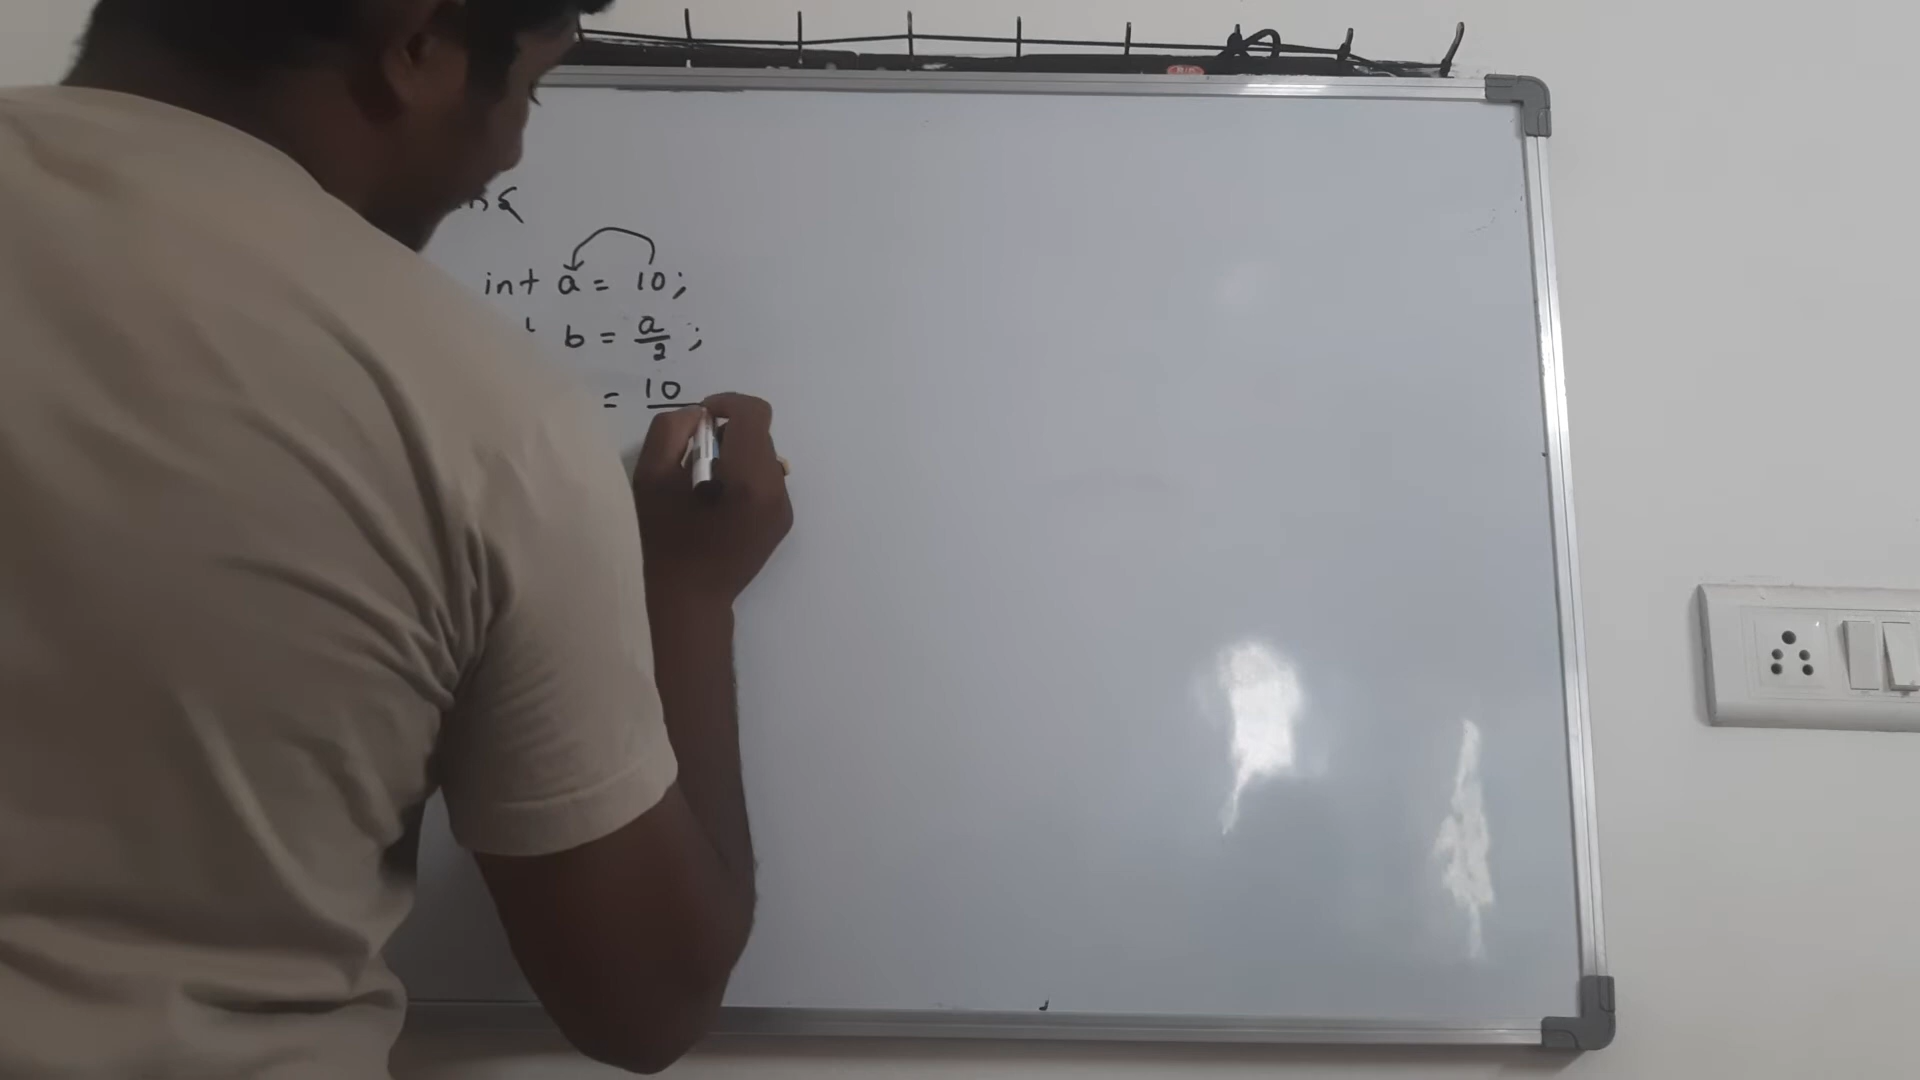 int a = 10;
b = a/2;
= 10